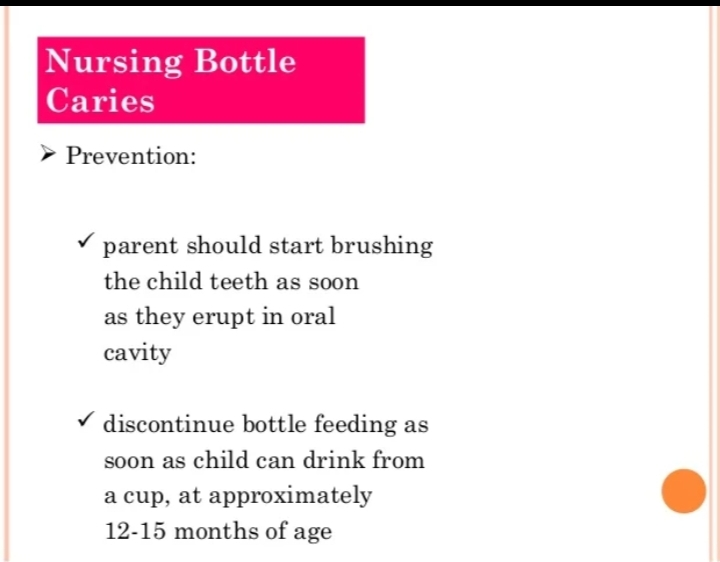 Nursing Bottle
Caries
➢ Prevention:
✓ parent should start brushing
the child teeth as soon
as they erupt in oral
cavity
✓ discontinue bottle feeding as
soon as child can drink from
a cup, at approximately
12-15 months of age